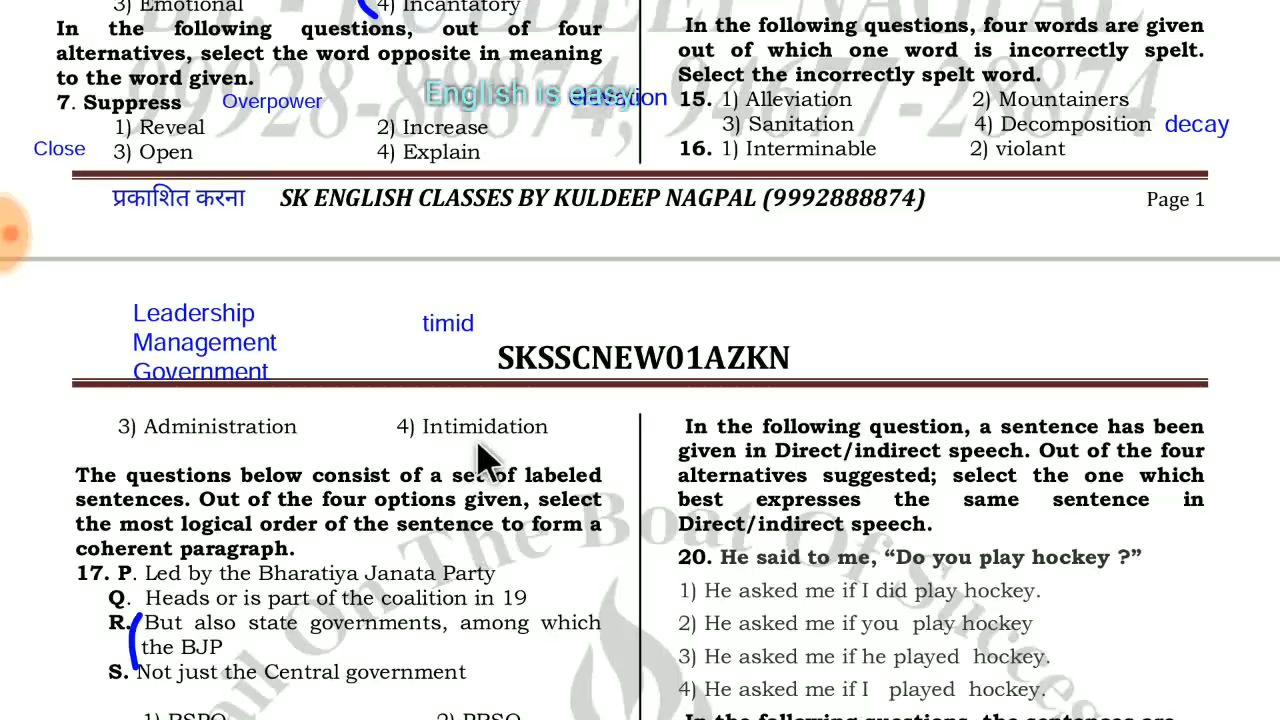 3) Emotional 4) Incantatory
In the following questions, out of four
alternatives, select the word opposite in meaning
to the word given.
7. Suppress Overpower English is easy
1) Reveal 2) Increase
Close 3) Open 4) Explain
In the following questions, four words are given
out of which one word is incorrectly spelt.
Select the incorrectly spelt word.
15. 1) Alleviation 2) Mountainers
3) Sanitation 4) Decomposition decay
16. 1) Interminable 2) violant
प्रकाशित करना SK ENGLISH CLASSES BY KULDEEP NAGPAL (9992888874) Page 1
Leadership
Management
Government
timid
SKSSCNEW01AZKN
3) Administration 4) Intimidation
The questions below consist of a set of labeled
sentences. Out of the four options given, select
the most logical order of the sentence to form a
coherent paragraph.
17. P. Led by the Bharatiya Janata Party
Q. Heads or is part of the coalition in 19
R. But also state governments, among which
the BJP
S. Not just the Central government
In the following question, a sentence has been
given in Direct/indirect speech. Out of the four
alternatives suggested; select the one which
best expresses the same sentence in
Direct/indirect speech.
20. He said to me, “Do you play hockey ?”
1) He asked me if I did play hockey.
2) He asked me if you play hockey
3) He asked me if he played hockey.
4) He asked me if I played hockey.
In the following questions, the sentences are